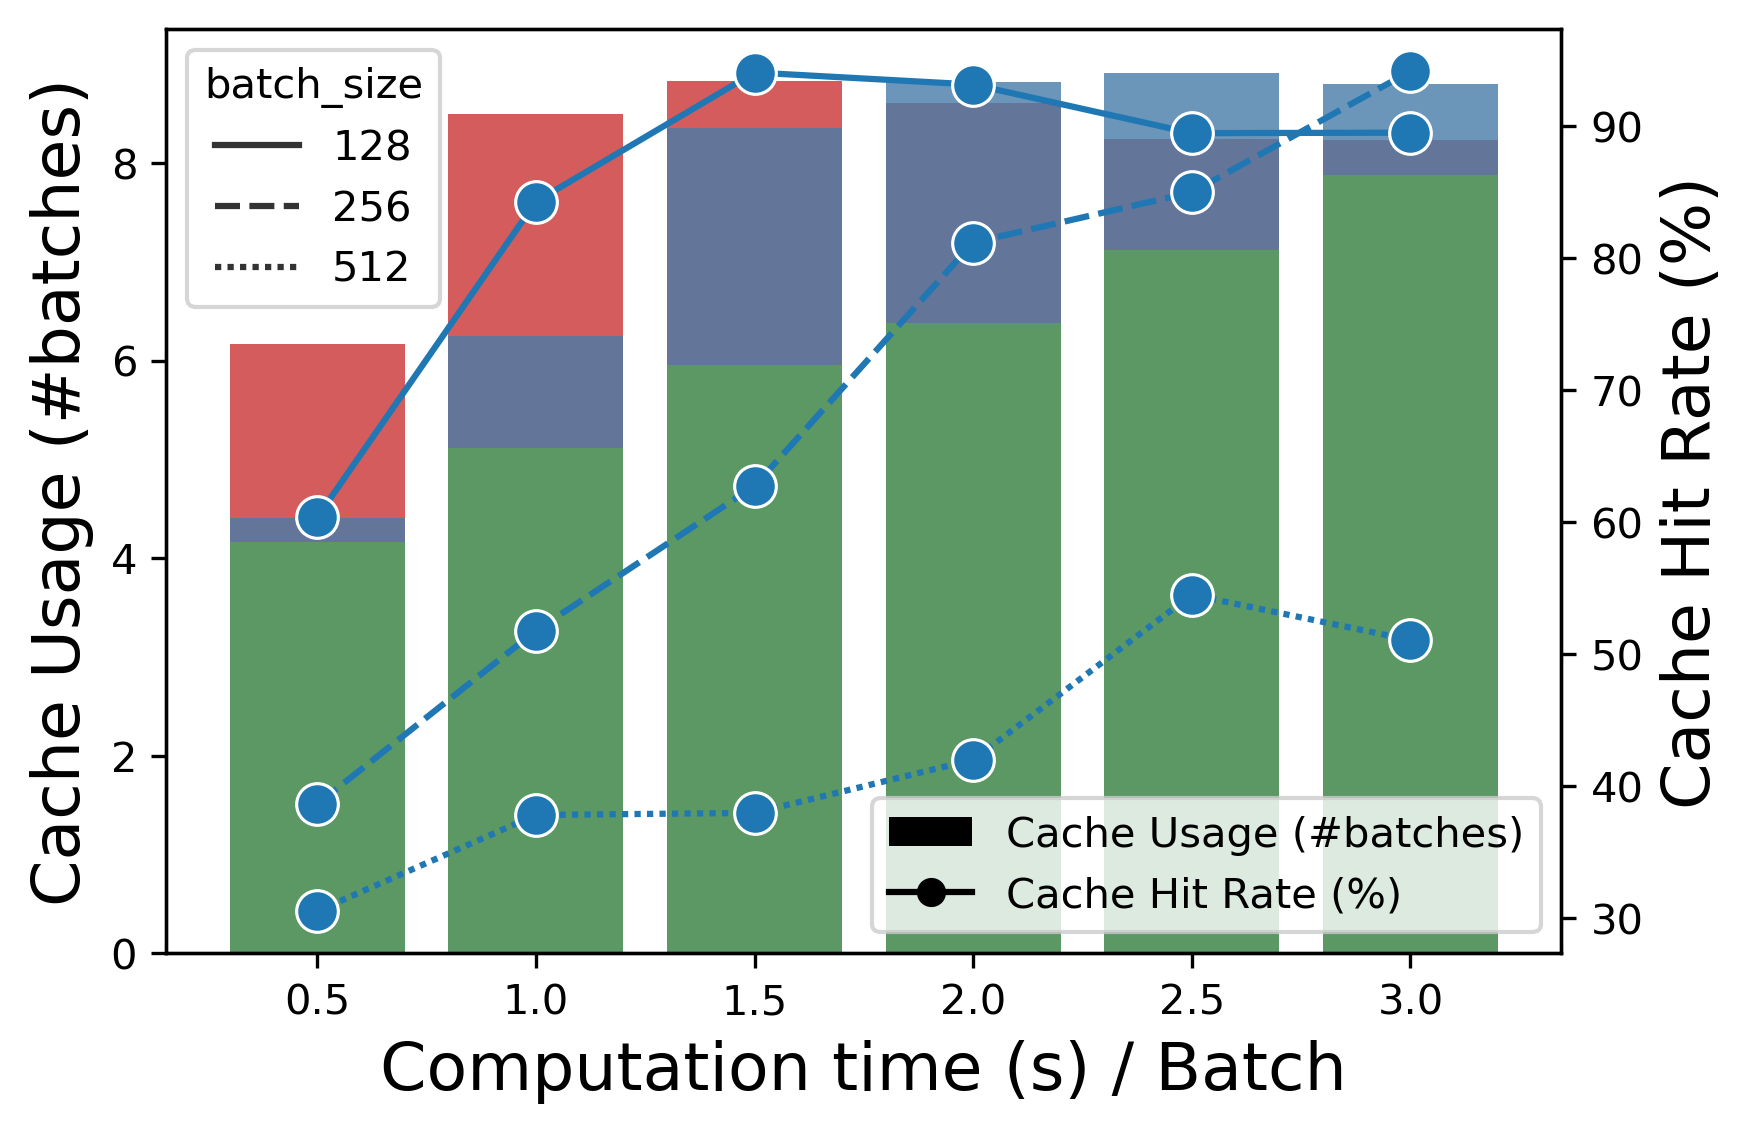 batch_size
128
256
512
Cache Usage (#batches)
8
6
4
2
0
Cache Hit Rate (%)
90
80
70
60
50
40
30
Cache Usage (#batches)
Cache Hit Rate (%)
0.5 1.0 1.5 2.0 2.5 3.0
Computation time (s) / Batch